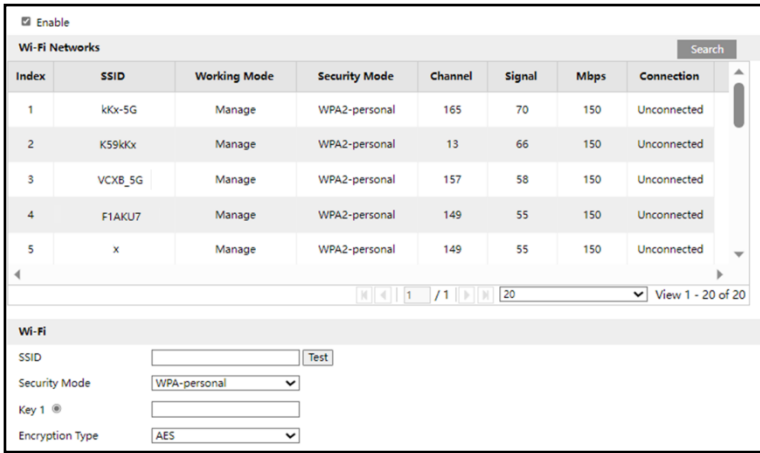 Enable
Wi-Fi Networks Search
Index SSID Working Mode Security Mode Channel Signal Mbps Connection
1 kKx-5G Manage WPA2-personal 165 70 150 Unconnected
2 K59kKx Manage WPA2-personal 13 66 150 Unconnected
3 VCXB_5G Manage WPA2-personal 157 58 150 Unconnected
4 F1AKU7 Manage WPA2-personal 149 55 150 Unconnected
5 x Manage WPA2-personal 149 55 150 Unconnected
1 / 1 20 View 1 - 20 of 20
Wi-Fi
SSID Test
Security Mode WPA-personal
Key 1
Encryption Type AES